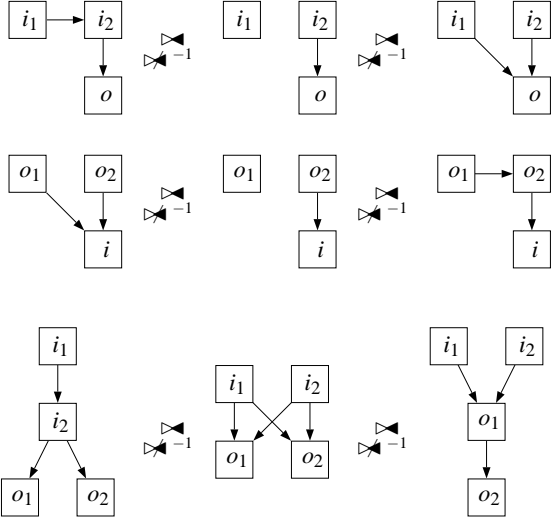 i₁ i₂ i₁ i₂ i₁ i₂
⋈ ⋈
⋈̸ ⁻¹ ⋈̸ ⁻¹
o o o
o₁ o₂ o₁ o₂ o₁ o₂
⋈ ⋈
⋈̸ ⁻¹ ⋈̸ ⁻¹
i i i
i₁ i₁ i₂
i₁ i₂
i₂ o₁
⋈ ⋈
⋈̸ ⁻¹ ⋈̸ ⁻¹
o₁ o₂
o₁ o₂ o₂